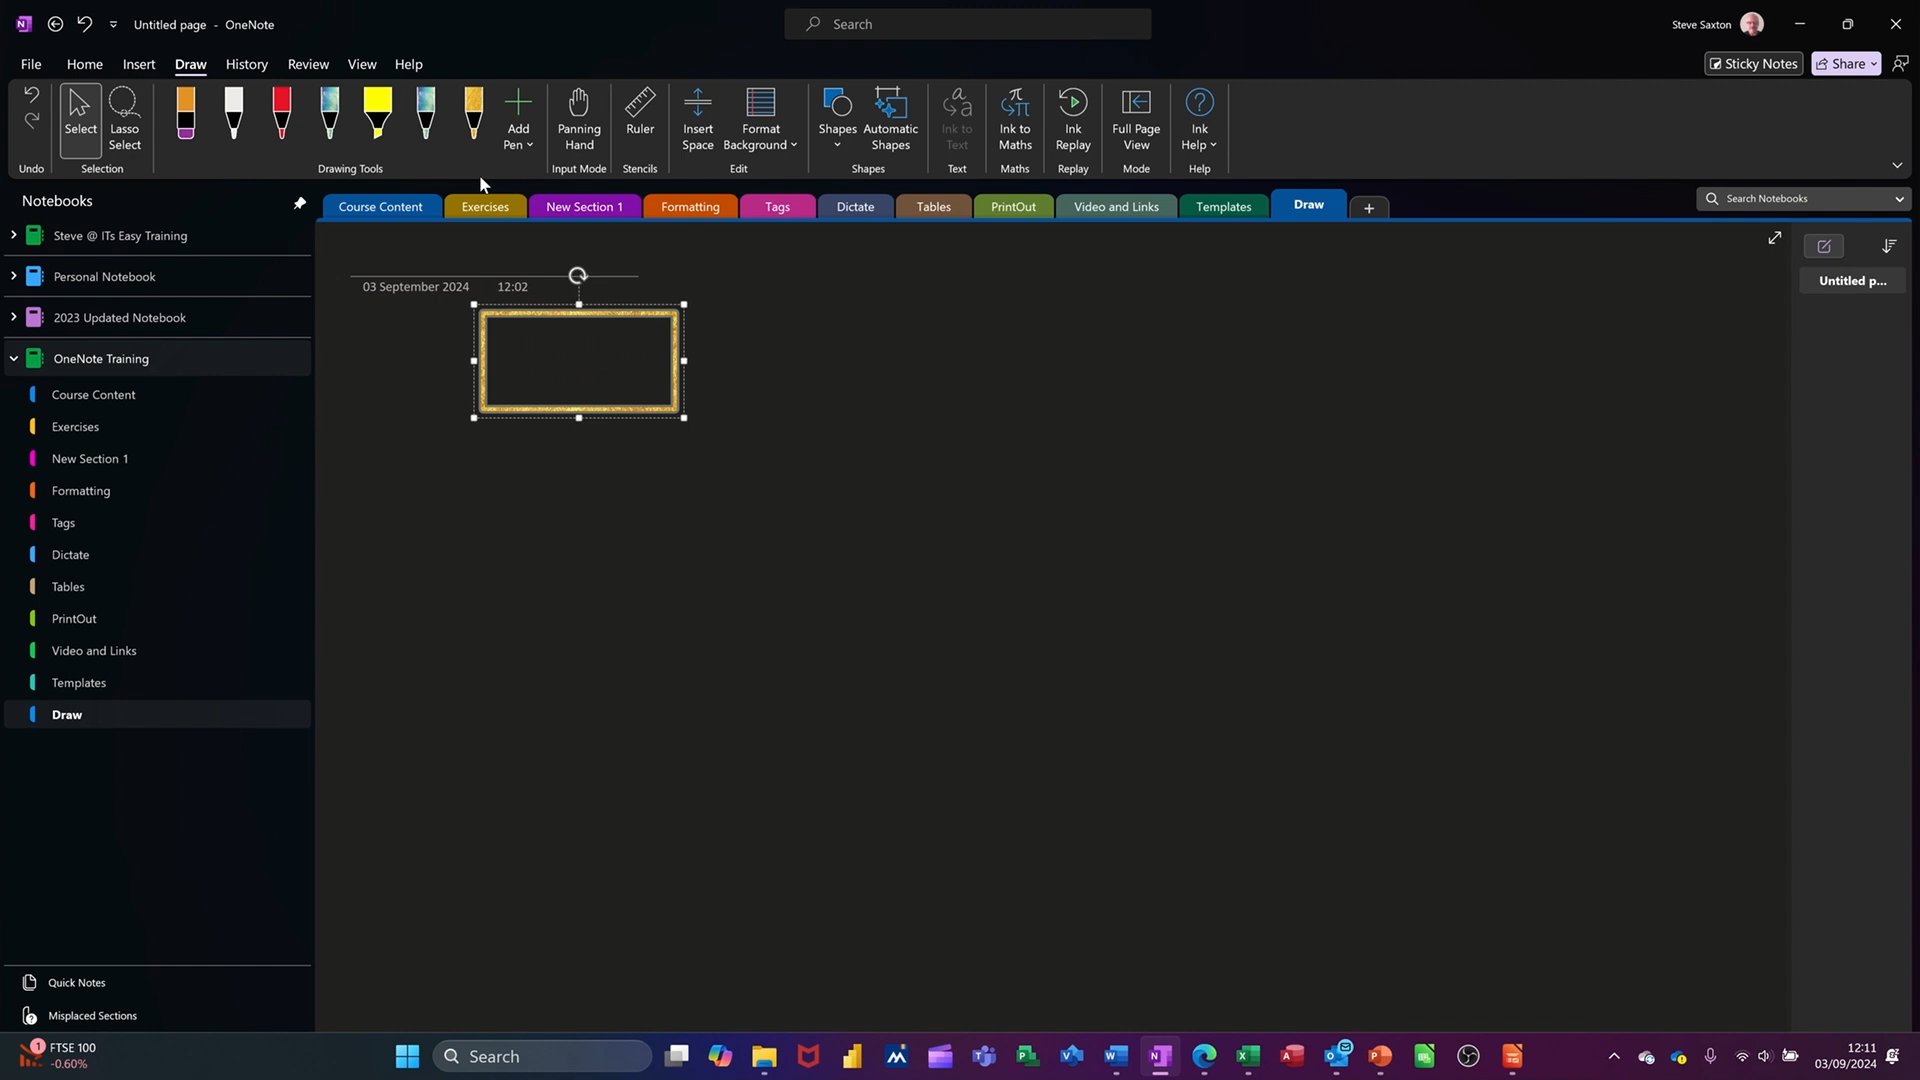 Untitled page - OneNote
Search
Steve Saxton
File Home Insert Draw History Review View Help
Sticky Notes
Share
Select
Lasso Select
Add Pen
Panning Hand
Ruler
Insert Space
Format Background
Shapes
Automatic Shapes
Ink to Text
Ink to Maths
Ink Replay
Full Page View
Ink Help
Undo Selection Drawing Tools Input Mode Stencils Edit Shapes Text Maths Replay Mode Help
Notebooks
Course Content Exercises New Section 1 Formatting Tags Dictate Tables PrintOut Video and Links Templates Draw
Search Notebooks
Steve @ ITs Easy Training
Personal Notebook
2023 Updated Notebook
OneNote Training
Course Content
Exercises
New Section 1
Formatting
Tags
Dictate
Tables
PrintOut
Video and Links
Templates
Draw
03 September 2024 12:02
Untitled p...
Quick Notes
Misplaced Sections
1
FTSE 100
-0.60%
Search
12:11
03/09/2024